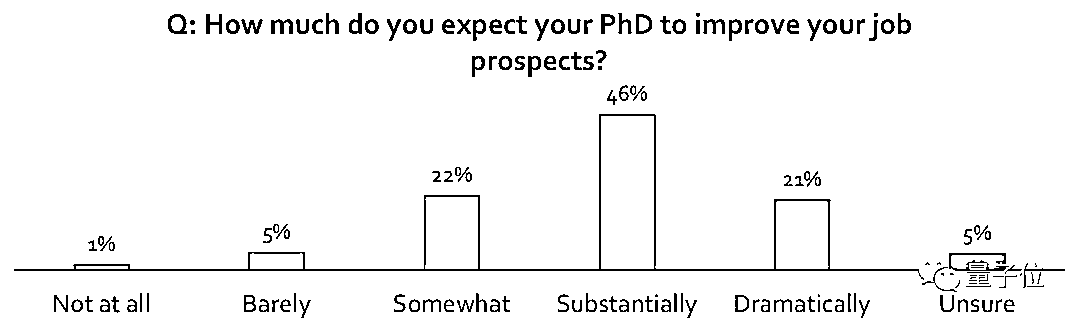 Q: How much do you expect your PhD to improve your job
prospects?
46%
22%
21%
5%
1%
5%
Not at all
Barely
Somewhat
Substantially
Dramatically
Unsure
量子位